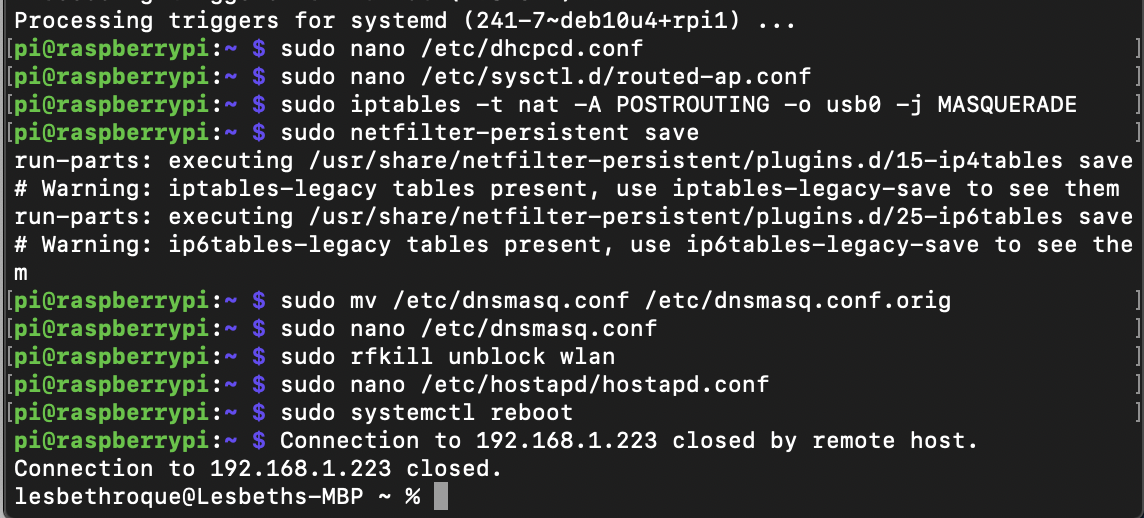 Processing triggers for systemd (241-7~deb10u4+rpi1) ...
[pi@raspberrypi:~ $ sudo nano /etc/dhcpcd.conf ]
[pi@raspberrypi:~ $ sudo nano /etc/sysctl.d/routed-ap.conf ]
[pi@raspberrypi:~ $ sudo iptables -t nat -A POSTROUTING -o usb0 -j MASQUERADE ]
[pi@raspberrypi:~ $ sudo netfilter-persistent save ]
run-parts: executing /usr/share/netfilter-persistent/plugins.d/15-ip4tables save
# Warning: iptables-legacy tables present, use iptables-legacy-save to see them
run-parts: executing /usr/share/netfilter-persistent/plugins.d/25-ip6tables save
# Warning: ip6tables-legacy tables present, use ip6tables-legacy-save to see the
m
[pi@raspberrypi:~ $ sudo mv /etc/dnsmasq.conf /etc/dnsmasq.conf.orig ]
[pi@raspberrypi:~ $ sudo nano /etc/dnsmasq.conf ]
[pi@raspberrypi:~ $ sudo rfkill unblock wlan ]
[pi@raspberrypi:~ $ sudo nano /etc/hostapd/hostapd.conf ]
[pi@raspberrypi:~ $ sudo systemctl reboot ]
pi@raspberrypi:~ $ Connection to 192.168.1.223 closed by remote host.
Connection to 192.168.1.223 closed.
lesbethroque@Lesbeths-MBP ~ %